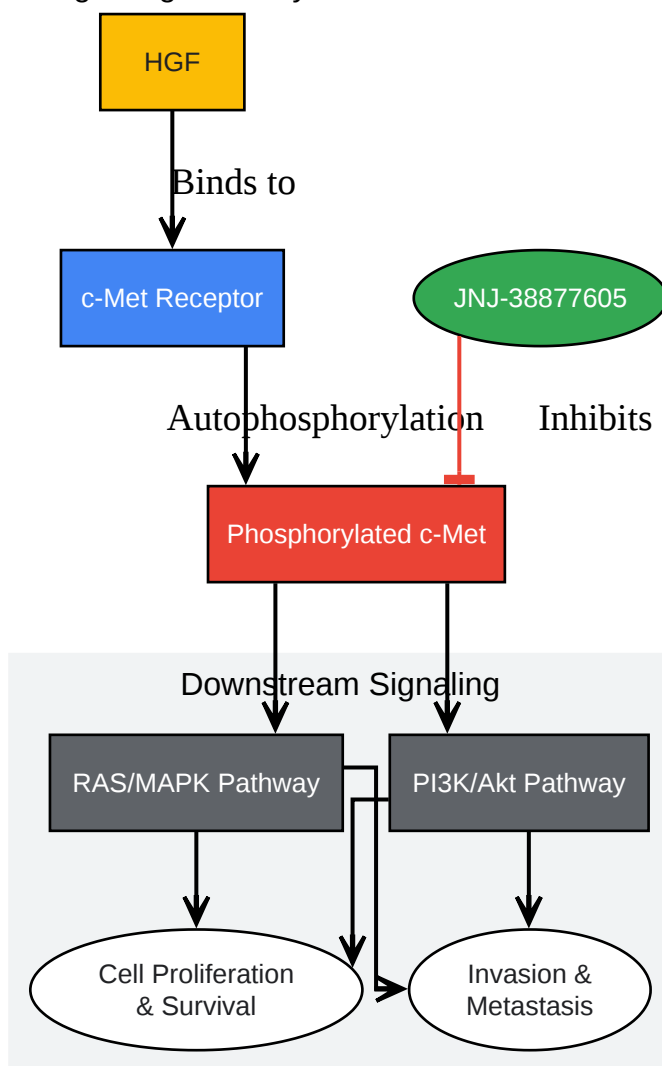 HGF
Binds to
c-Met Receptor
JNJ-38877605
Autophosphorylation
Inhibits
Phosphorylated c-Met
Downstream Signaling
RAS/MAPK Pathway
PI3K/Akt Pathway
Cell Proliferation
& Survival
Invasion &
Metastasis